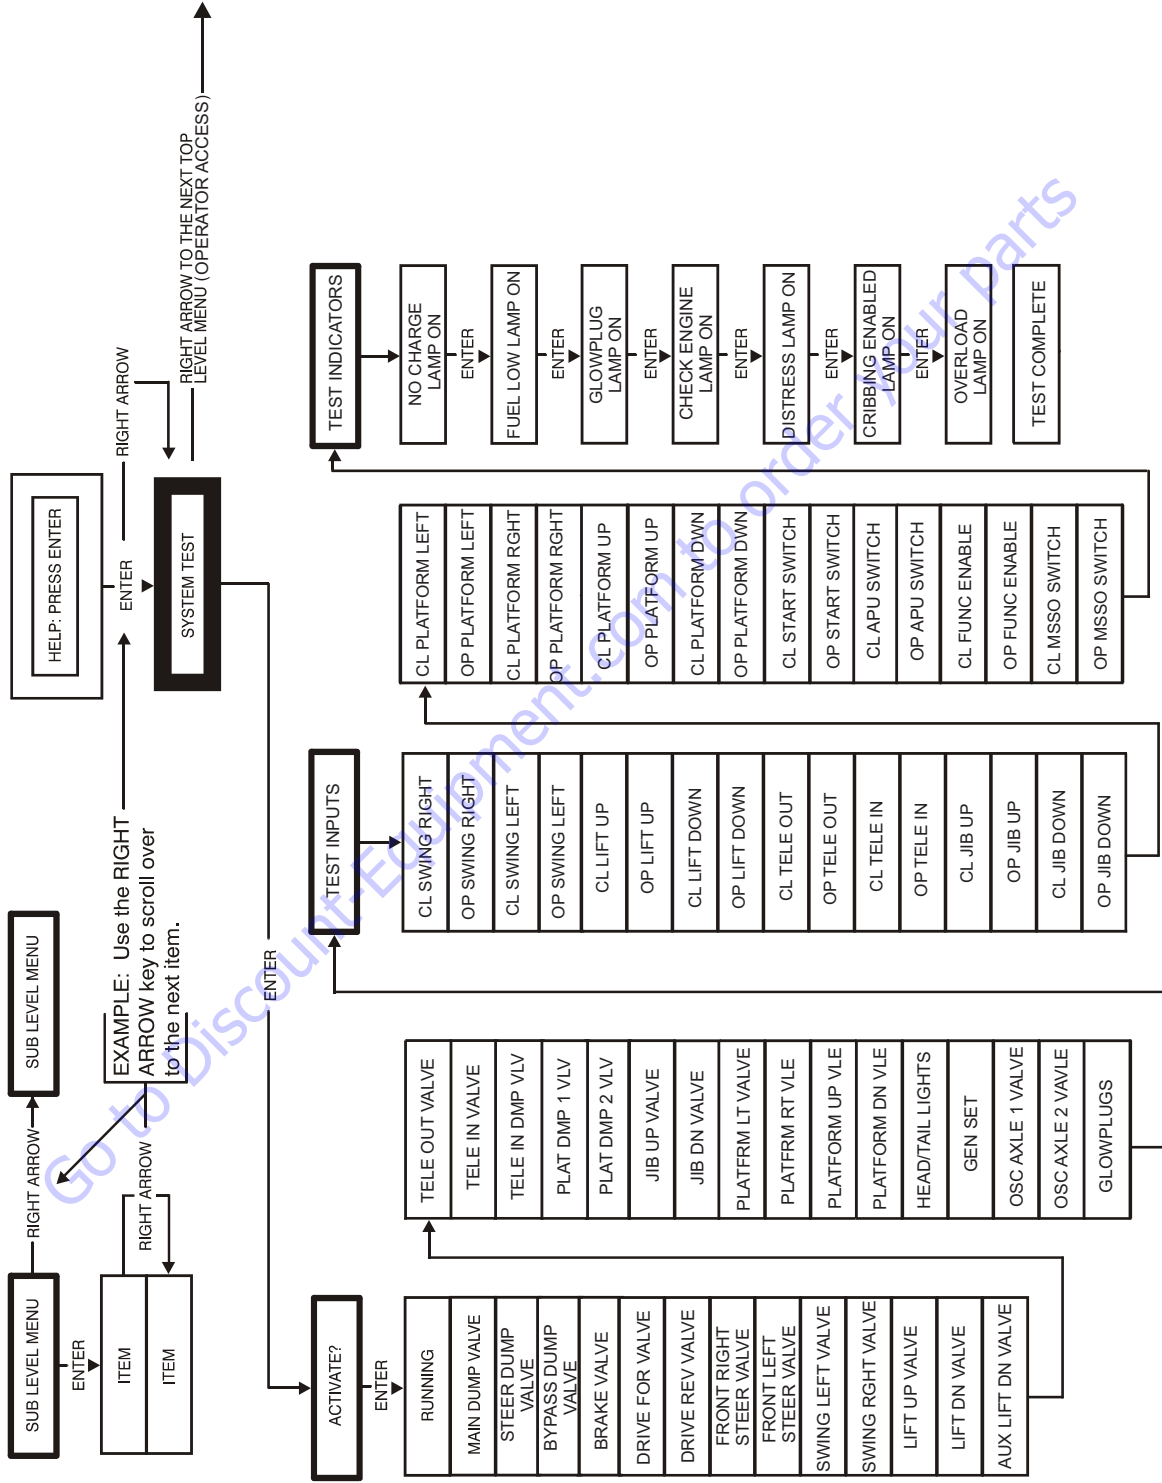 HELP: PRESS ENTER
SUB LEVEL MENU
RIGHT ARROW
SUB LEVEL MENU
ENTER
ITEM
ITEM
RIGHT ARROW
EXAMPLE: Use the RIGHT
ARROW key to scroll over
to the next item.
ENTER
RIGHT ARROW
SYSTEM TEST
RIGHT ARROW TO THE NEXT TOP
LEVEL MENU (OPERATOR ACCESS)
ENTER
ACTIVATE?
ENTER
RUNNING
MAIN DUMP VALVE
STEER DUMP
VALVE
BYPASS DUMP
VALVE
BRAKE VALVE
DRIVE FOR VALVE
DRIVE REV VALVE
FRONT RIGHT
STEER VALVE
FRONT LEFT
STEER VALVE
SWING LEFT VALVE
SWING RGHT VALVE
LIFT UP VALVE
LIFT DN VALVE
AUX LIFT DN VALVE
TELE OUT VALVE
TELE IN VALVE
TELE IN DMP VLV
PLAT DMP 1 VLV
PLAT DMP 2 VLV
JIB UP VALVE
JIB DN VALVE
PLATFRM LT VALVE
PLATFRM RT VLE
PLATFORM UP VLE
PLATFORM DN VLE
HEAD/TAIL LIGHTS
GEN SET
OSC AXLE 1 VALVE
OSC AXLE 2 VAVLE
GLOWPLUGS
TEST INPUTS
CL SWING RIGHT
OP SWING RIGHT
CL SWING LEFT
OP SWING LEFT
CL LIFT UP
OP LIFT UP
CL LIFT DOWN
OP LIFT DOWN
CL TELE OUT
OP TELE OUT
CL TELE IN
OP TELE IN
CL JIB UP
OP JIB UP
CL JIB DOWN
OP JIB DOWN
CL PLATFORM LEFT
OP PLATFORM LEFT
CL PLATFORM RGHT
OP PLATFORM RGHT
CL PLATFORM UP
OP PLATFORM UP
CL PLATFORM DWN
OP PLATFORM DWN
CL START SWITCH
OP START SWITCH
CL APU SWITCH
OP APU SWITCH
CL FUNC ENABLE
OP FUNC ENABLE
CL MSSO SWITCH
OP MSSO SWITCH
TEST INDICATORS
NO CHARGE
LAMP ON
ENTER
FUEL LOW LAMP ON
ENTER
GLOWPLUG
LAMP ON
ENTER
CHECK ENGINE
LAMP ON
ENTER
DISTRESS LAMP ON
ENTER
CRIBBING ENABLED
LAMP ON
ENTER
OVERLOAD
LAMP ON
TEST COMPLETE
Go to Discount-Equipment.com to order your parts